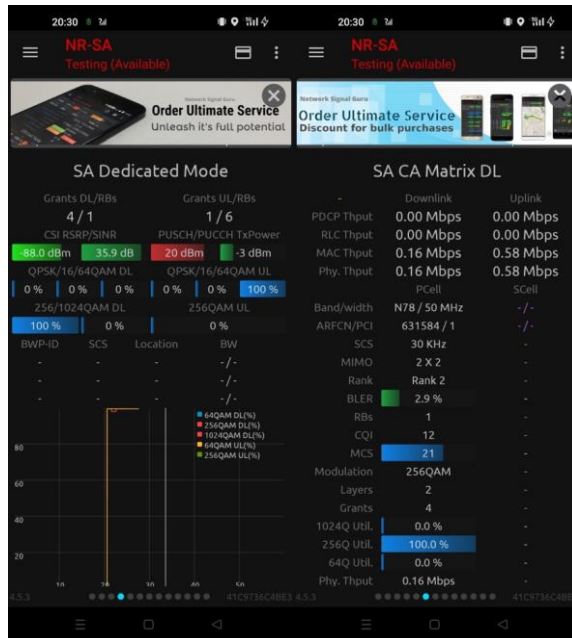 20:30
NR-SA
Testing (Available)
Network Signal Guru
Order Ultimate Service
Unleash it's full potential
SA Dedicated Mode
Grants DL/RBs Grants UL/RBs
4 / 1 1 / 6
CSI RSRP/SINR PUSCH/PUCCH TxPower
-88.0 dBm 35.9 dB 20 dBm -3 dBm
QPSK/16/64QAM DL QPSK/16/64QAM UL
0 % 0 % 0 % 0 % 0 % 100 %
256/1024QAM DL 256QAM UL
100 % 0 % 0 %
BWP-ID SCS Location BW
- - - -/-
- - - -/-
- - - -/-
64QAM DL(%)
256QAM DL(%)
1024QAM DL(%)
64QAM UL(%)
256QAM UL(%)
80
60
40
20
10 20 30 40 50
4.5.3 41C9736C4BE3
20:30
NR-SA
Testing (Available)
Network Signal Guru
Order Ultimate Service
Discount for bulk purchases
SA CA Matrix DL
- Downlink Uplink
PDCP Thput 0.00 Mbps 0.00 Mbps
RLC Thput 0.00 Mbps 0.00 Mbps
MAC Thput 0.16 Mbps 0.58 Mbps
Phy. Thput 0.16 Mbps 0.58 Mbps
PCell SCell
Band/width N78 / 50 MHz -/-
ARFCN/PCI 631584 / 1 -/-
SCS 30 KHz -
MIMO 2 X 2 -
Rank Rank 2 -
BLER 2.9 % -
RBs 1 -
CQI 12 -
MCS 21 -
Modulation 256QAM -
Layers 2 -
Grants 4 -
1024Q Util. 0.0 % -
256Q Util. 100.0 % -
64Q Util. 0.0 % -
Phy. Thput 0.16 Mbps -
4.5.3 41C9736C4BE3